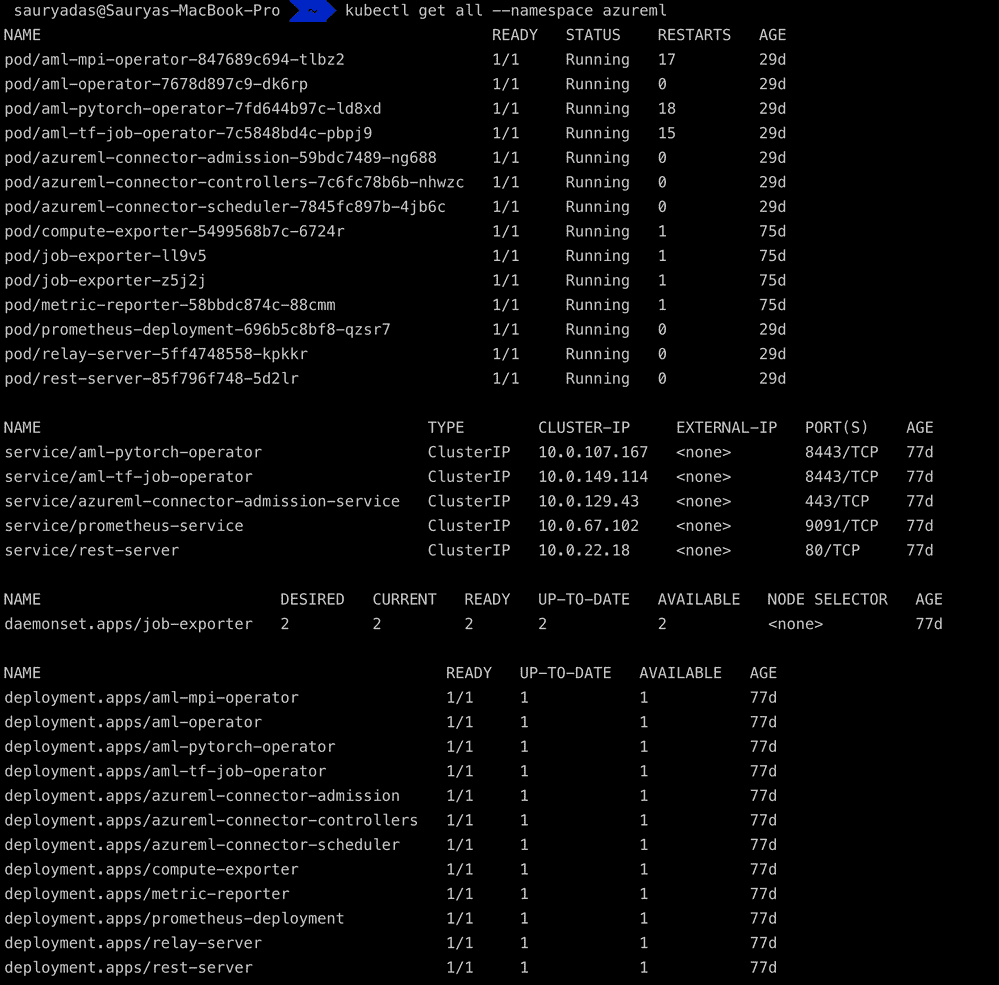 sauryadas@Sauryas-MacBook-Pro ~ kubectl get all --namespace azureml
NAME READY STATUS RESTARTS AGE
pod/aml-mpi-operator-847689c694-tlbz2 1/1 Running 17 29d
pod/aml-operator-7678d897c9-dk6rp 1/1 Running 0 29d
pod/aml-pytorch-operator-7fd644b97c-ld8xd 1/1 Running 18 29d
pod/aml-tf-job-operator-7c5848bd4c-pbpj9 1/1 Running 15 29d
pod/azureml-connector-admission-59bdc7489-ng688 1/1 Running 0 29d
pod/azureml-connector-controllers-7c6fc78b6b-nhwzc 1/1 Running 0 29d
pod/azureml-connector-scheduler-7845fc897b-4jb6c 1/1 Running 0 29d
pod/compute-exporter-5499568b7c-6724r 1/1 Running 1 75d
pod/job-exporter-ll9v5 1/1 Running 1 75d
pod/job-exporter-z5j2j 1/1 Running 1 75d
pod/metric-reporter-58bbdc874c-88cmm 1/1 Running 1 75d
pod/prometheus-deployment-696b5c8bf8-qzsr7 1/1 Running 0 29d
pod/relay-server-5ff4748558-kpkkr 1/1 Running 0 29d
pod/rest-server-85f796f748-5d2lr 1/1 Running 0 29d
NAME TYPE CLUSTER-IP EXTERNAL-IP PORT(S) AGE
service/aml-pytorch-operator ClusterIP 10.0.107.167 <none> 8443/TCP 77d
service/aml-tf-job-operator ClusterIP 10.0.149.114 <none> 8443/TCP 77d
service/azureml-connector-admission-service ClusterIP 10.0.129.43 <none> 443/TCP 77d
service/prometheus-service ClusterIP 10.0.67.102 <none> 9091/TCP 77d
service/rest-server ClusterIP 10.0.22.18 <none> 80/TCP 77d
NAME DESIRED CURRENT READY UP-TO-DATE AVAILABLE NODE SELECTOR AGE
daemonset.apps/job-exporter 2 2 2 2 2 <none> 77d
NAME READY UP-TO-DATE AVAILABLE AGE
deployment.apps/aml-mpi-operator 1/1 1 1 77d
deployment.apps/aml-operator 1/1 1 1 77d
deployment.apps/aml-pytorch-operator 1/1 1 1 77d
deployment.apps/aml-tf-job-operator 1/1 1 1 77d
deployment.apps/azureml-connector-admission 1/1 1 1 77d
deployment.apps/azureml-connector-controllers 1/1 1 1 77d
deployment.apps/azureml-connector-scheduler 1/1 1 1 77d
deployment.apps/compute-exporter 1/1 1 1 77d
deployment.apps/metric-reporter 1/1 1 1 77d
deployment.apps/prometheus-deployment 1/1 1 1 77d
deployment.apps/relay-server 1/1 1 1 77d
deployment.apps/rest-server 1/1 1 1 77d